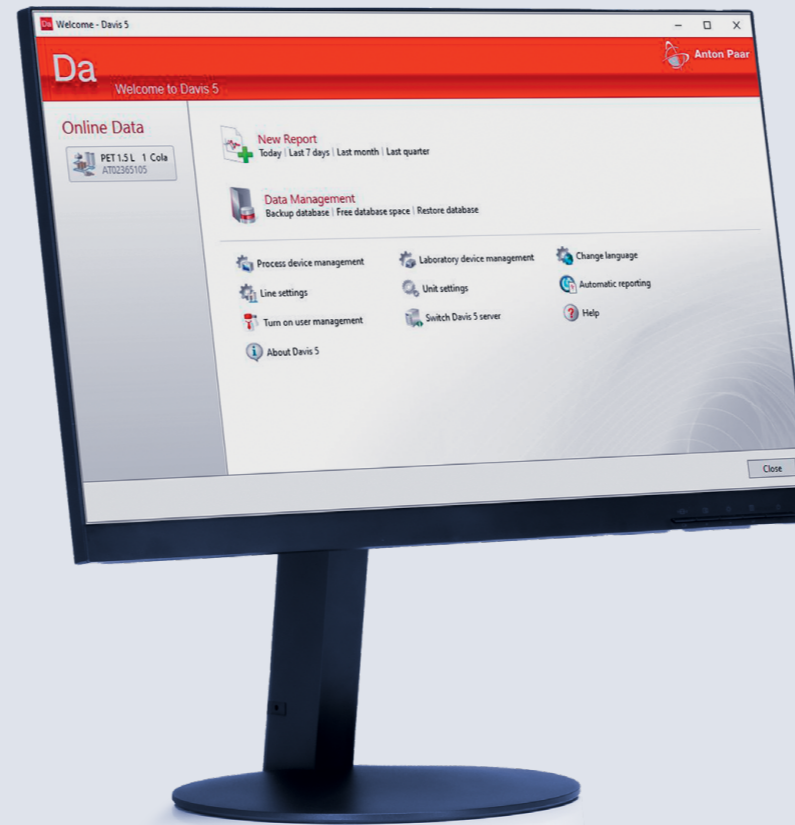 Da Welcome - Davis 5
Da
Welcome to Davis 5
Anton Paar
Online Data
PET 1.5 L 1 Cola
AT02365105
New Report
Today | Last 7 days | Last month | Last quarter
Data Management
Backup database | Free database space | Restore database
Process device management
Laboratory device management
Change language
Line settings
Unit settings
Automatic reporting
Turn on user management
Switch Davis 5 server
Help
About Davis 5
Close